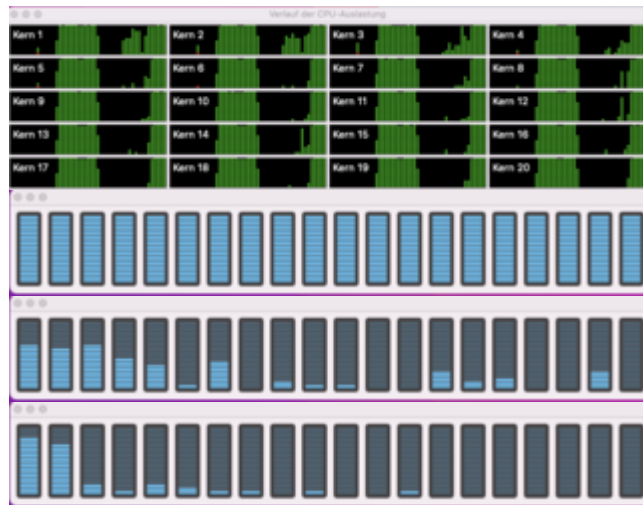 Verlauf der CPU-Auslastung
Kern 1 Kern 2 Kern 3 Kern 4
Kern 5 Kern 6 Kern 7 Kern 8
Kern 9 Kern 10 Kern 11 Kern 12
Kern 13 Kern 14 Kern 15 Kern 16
Kern 17 Kern 18 Kern 19 Kern 20